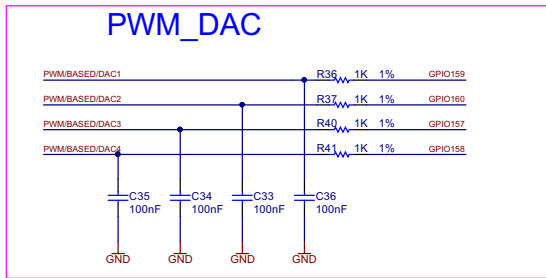 PWM_DAC
PWM/BASED/DAC1 R36 1K 1% GPIO159
PWM/BASED/DAC2 R37 1K 1% GPIO160
PWM/BASED/DAC3 R40 1K 1% GPIO157
PWM/BASED/DAC4 R41 1K 1% GPIO158
C35 C34 C33 C36
100nF 100nF 100nF 100nF
GND GND GND GND